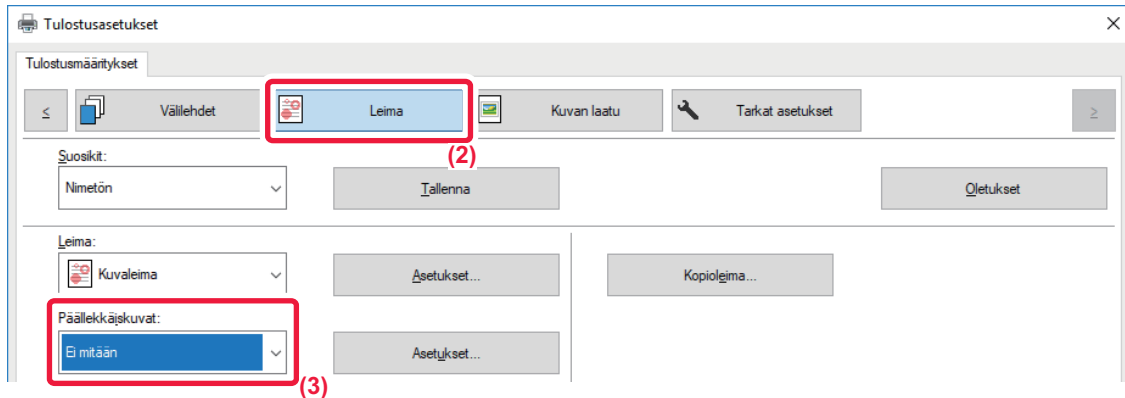 Tulostusasetukset
Tulostusmääritykset
< Välilehdet Leima Kuvan laatu Tarkat asetukset >
(2)
Suosikit:
Nimetön Tallenna Oletukset
Leima:
Kuvaleima Asetukset... Kopioleima...
Päällekkäiskuvat:
Ei mitään Asetukset...
(3)